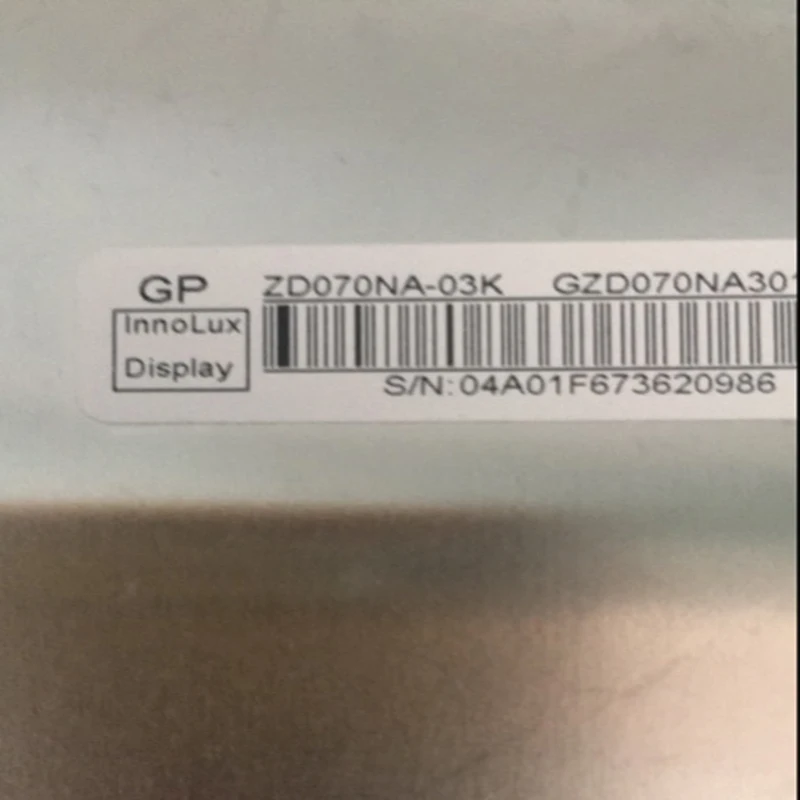 GP
InnoLux
Display
ZD070NA-03K GZD070NA301
S/N:04A01F673620986